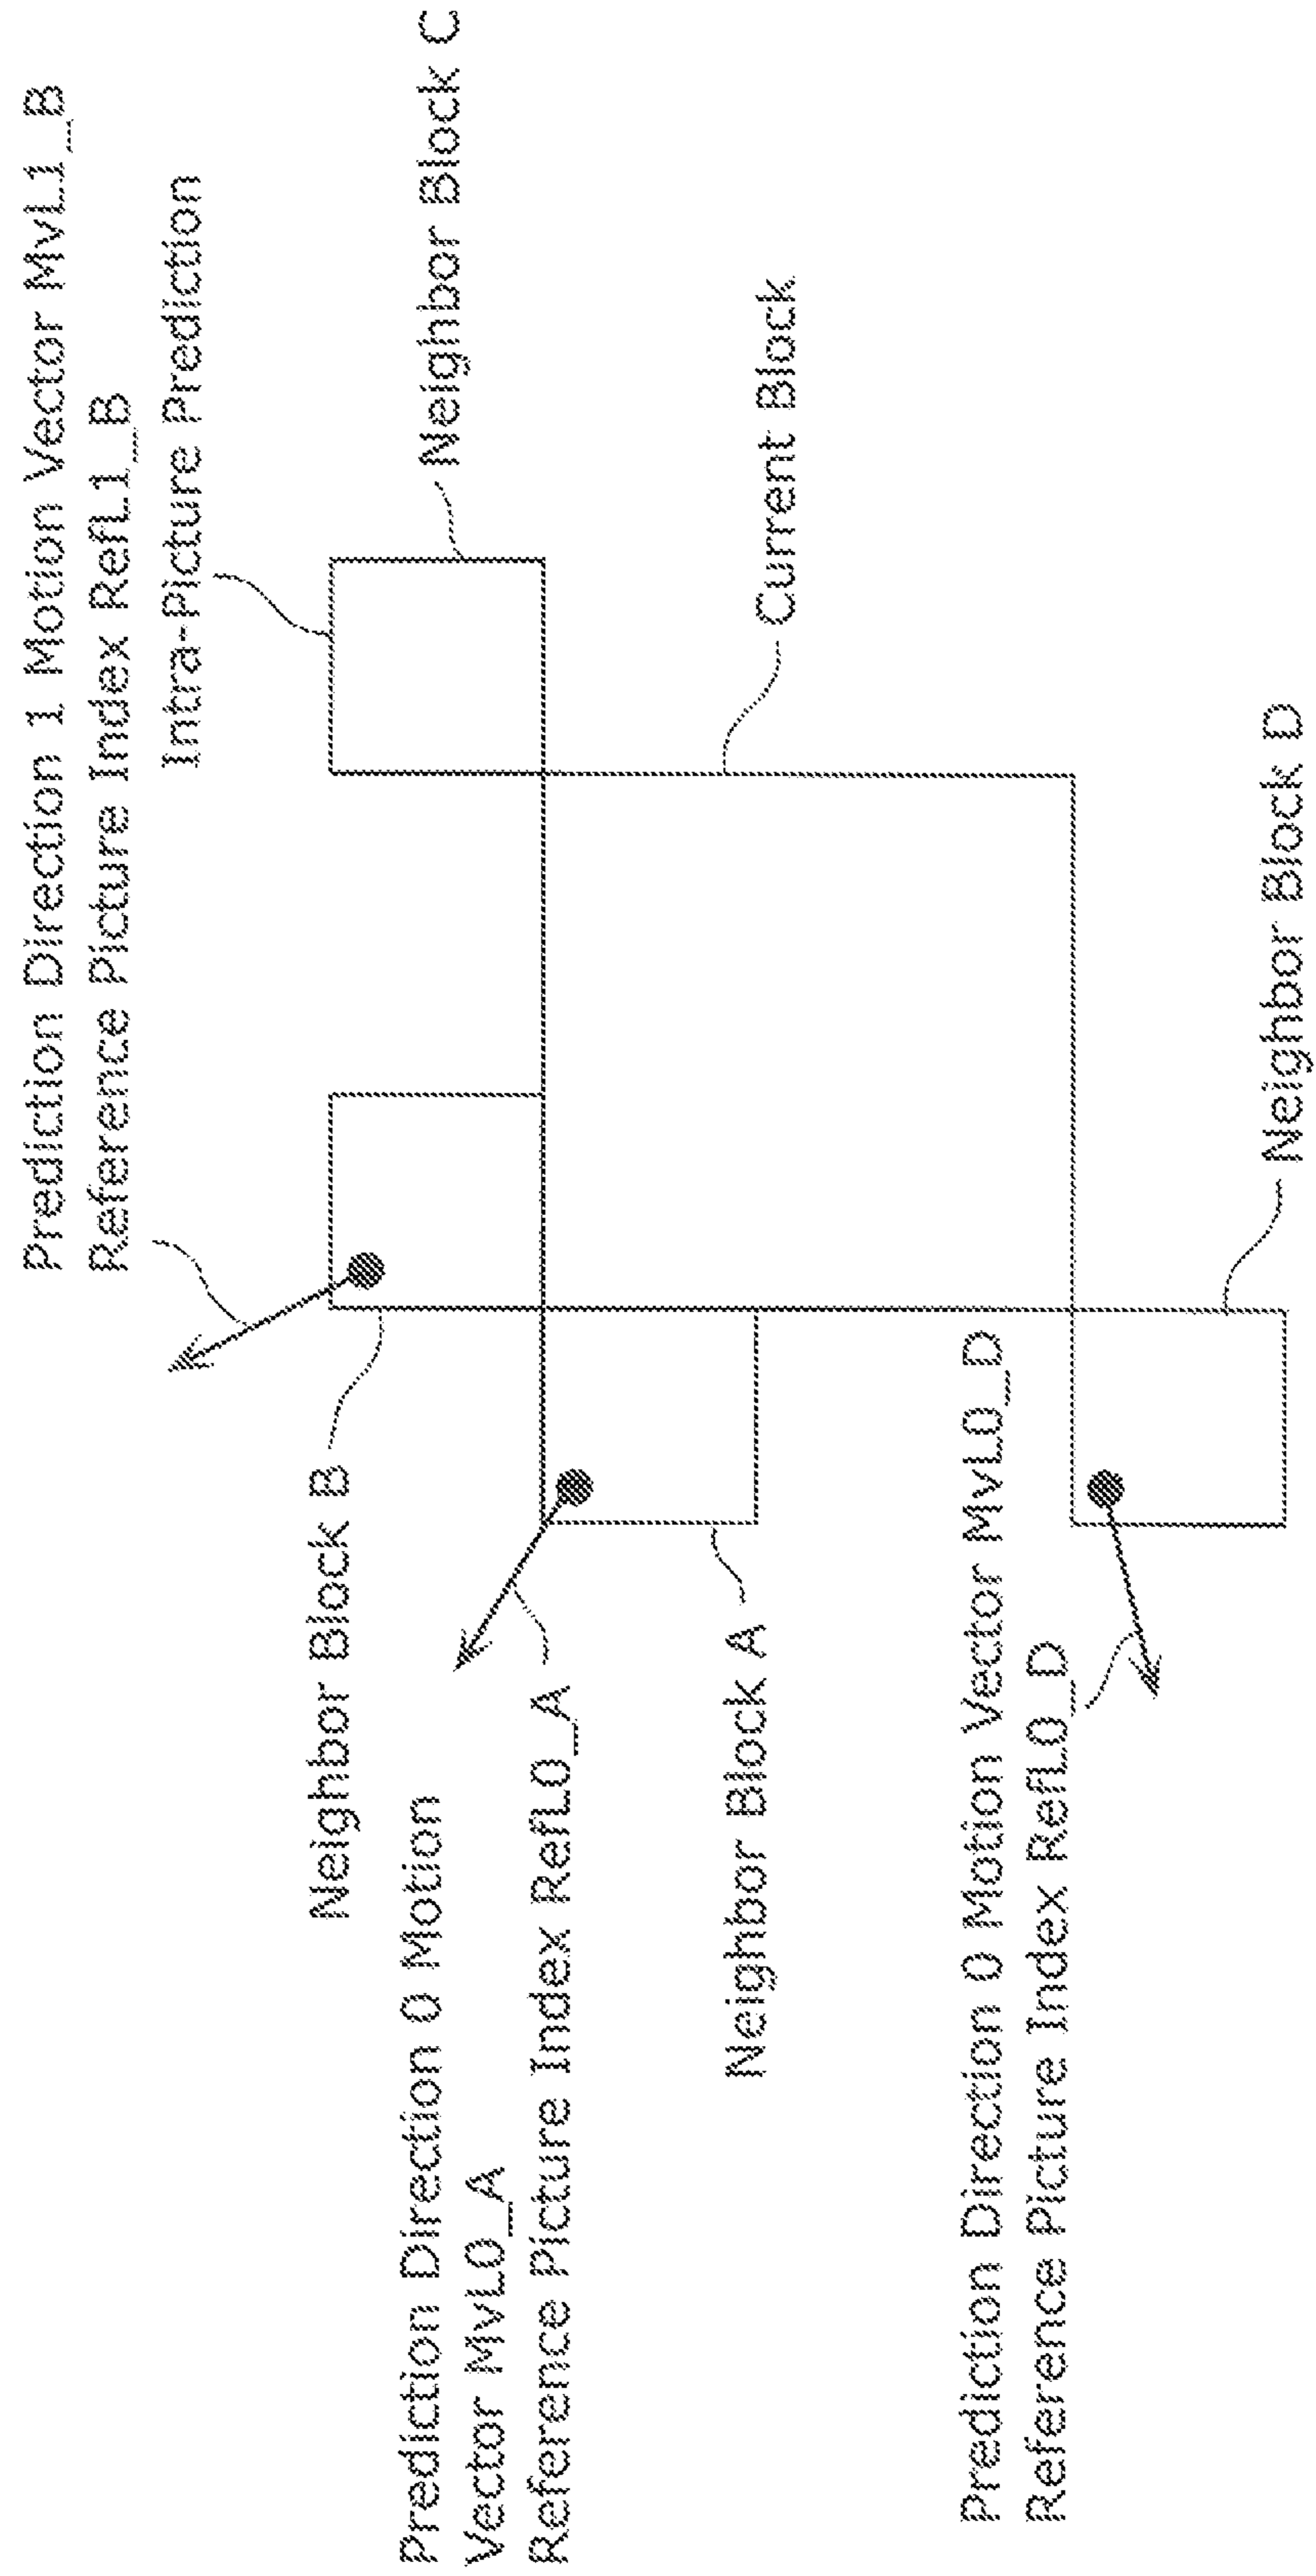 Prediction Direction 1 Motion Vector MvL1_B
Reference Picture Index RefL1_B
Intra-Picture Prediction
Neighbor Block B
Neighbor Block C
Prediction Direction 0 Motion
Vector MvL0_A
Reference Picture Index RefL0_A
Neighbor Block A
Current Block
Prediction Direction 0 Motion Vector MvL0_D
Reference Picture Index RefL0_D
Neighbor Block D